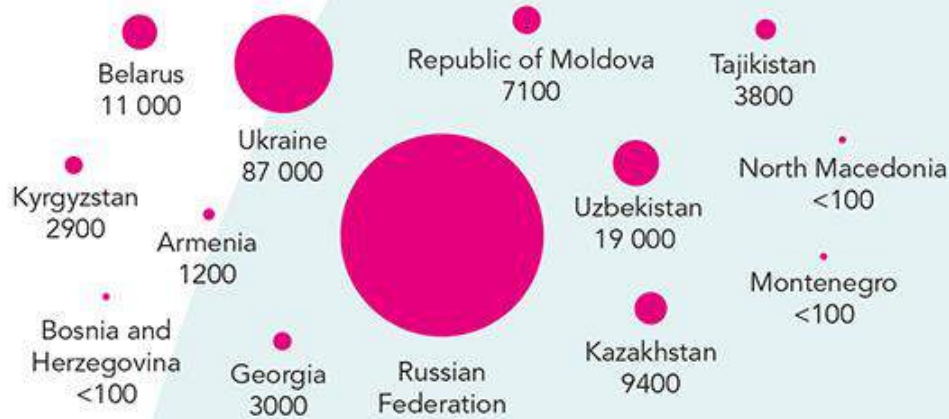 Belarus
11 000
Ukraine
87 000
Republic of Moldova
7100
Tajikistan
3800
Kyrgyzstan
2900
Armenia
1200
Uzbekistan
19 000
North Macedonia
<100
Bosnia and
Herzegovina
<100
Georgia
3000
Russian
Federation
Kazakhstan
9400
Montenegro
<100